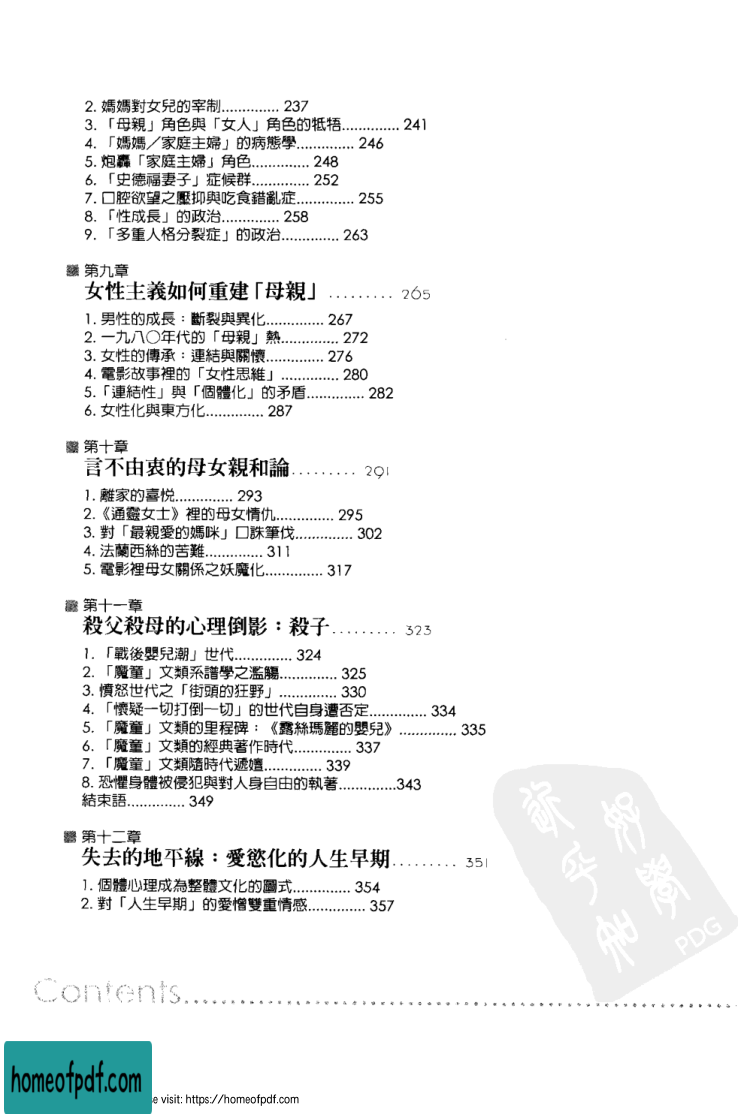 2. 媽媽對女兒的宰制.............. 237
3. 「母親」角色與「女人」角色的牴牾.............. 241
4. 「媽媽／家庭主婦」的病態學.............. 246
5. 炮轟「家庭主婦」角色.............. 248
6. 「史德福妻子」症候群.............. 252
7. 口腔欲望之壓抑與吃食錯亂症.............. 255
8. 「性成長」的政治.............. 258
9. 「多重人格分裂症」的政治.............. 263
第九章
女性主義如何重建「母親」......... 265
1. 男性的成長：斷裂與異化.............. 267
2. 一九八〇年代的「母親」熱.............. 272
3. 女性的傳承：連結與關懷.............. 276
4. 電影故事裡的「女性思維」.............. 280
5.「連結性」與「個體化」的矛盾.............. 282
6. 女性化與東方化.............. 287
第十章
言不由衷的母女親和論......... 291
1. 離家的喜悅.............. 293
2.《通靈女士》裡的母女情仇.............. 295
3. 對「最親愛的媽咪」口誅筆伐.............. 302
4. 法蘭西絲的苦難.............. 311
5. 電影裡母女關係之妖魔化.............. 317
第十一章
殺父殺母的心理倒影：殺子......... 323
1. 「戰後嬰兒潮」世代.............. 324
2. 「魔童」文類系譜學之濫觴.............. 325
3. 憤怒世代之「街頭的狂野」.............. 330
4. 「懷疑一切打倒一切」的世代自身遭否定.............. 334
5. 「魔童」文類的里程碑：《露絲瑪麗的嬰兒》.............. 335
6. 「魔童」文類的經典著作時代.............. 337
7. 「魔童」文類隨時代遞嬗.............. 339
8. 恐懼身體被侵犯與對人身自由的執著..............343
結束語.............. 349
第十二章
失去的地平線：愛慾化的人生早期......... 351
1. 個體心理成為整體文化的圖式.............. 354
2. 對「人生早期」的愛憎雙重情感.............. 357
PDG
Contents
homeofpdf.com
e visit: https://homeofpdf.com